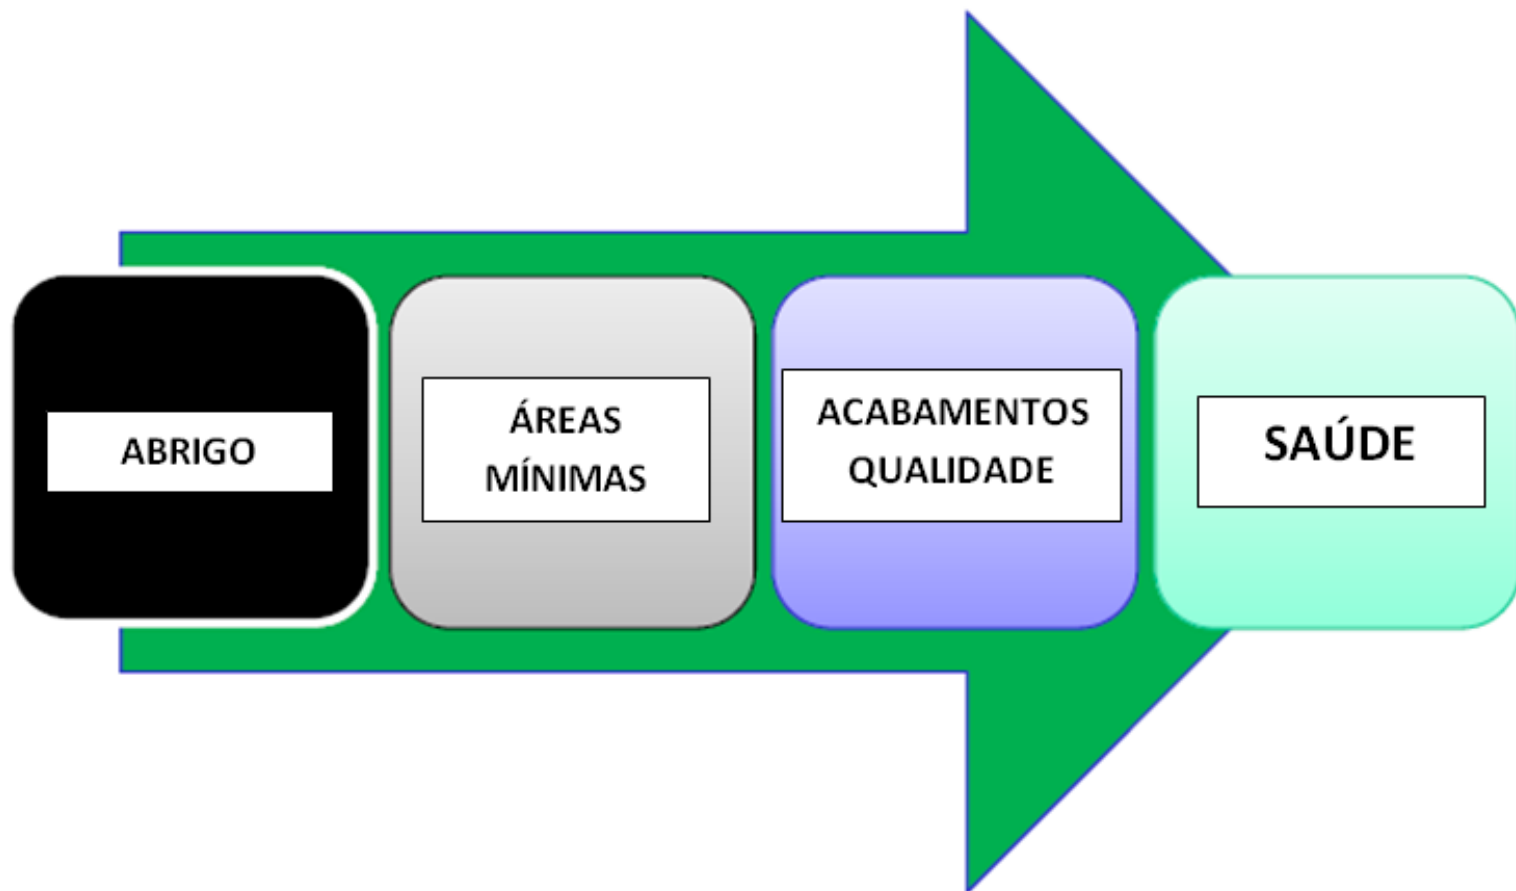 ABRIGO
ÁREAS
MÍNIMAS
ACABAMENTOS
QUALIDADE
SAÚDE